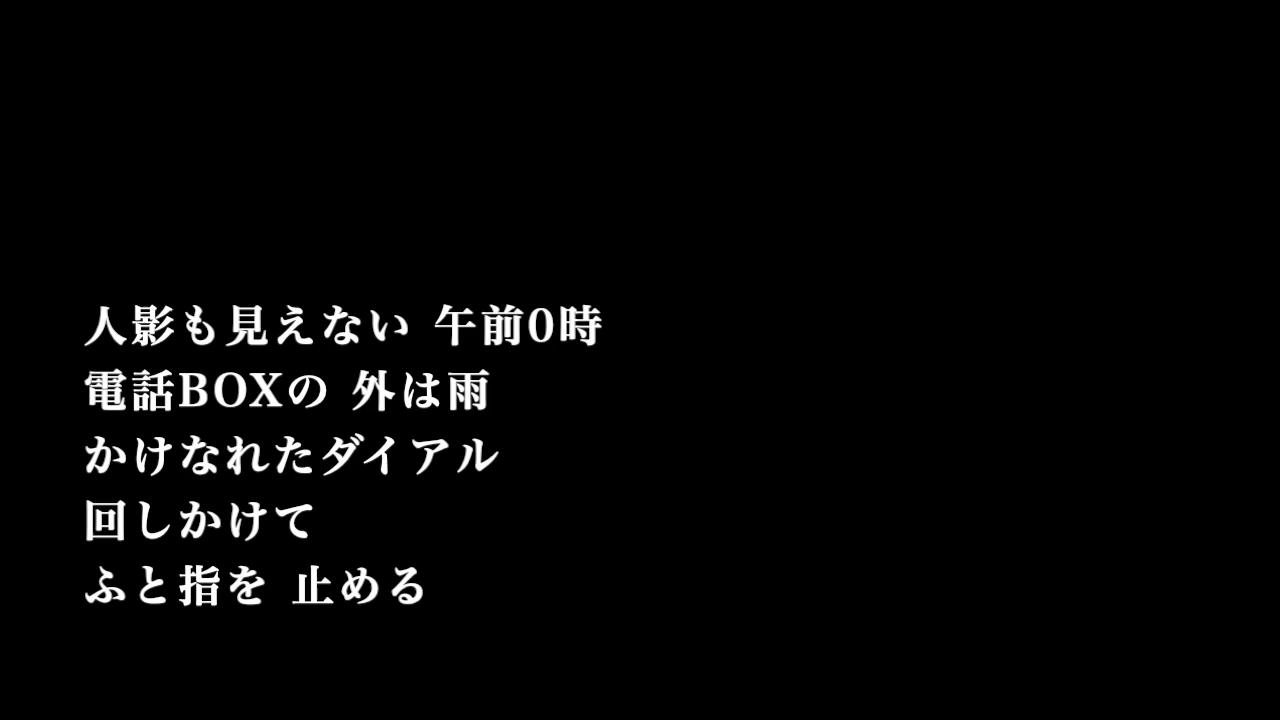 人影も見えない 午前0時
電話BOXの 外は雨
かけなれたダイアル
回しかけて
ふと指を 止める